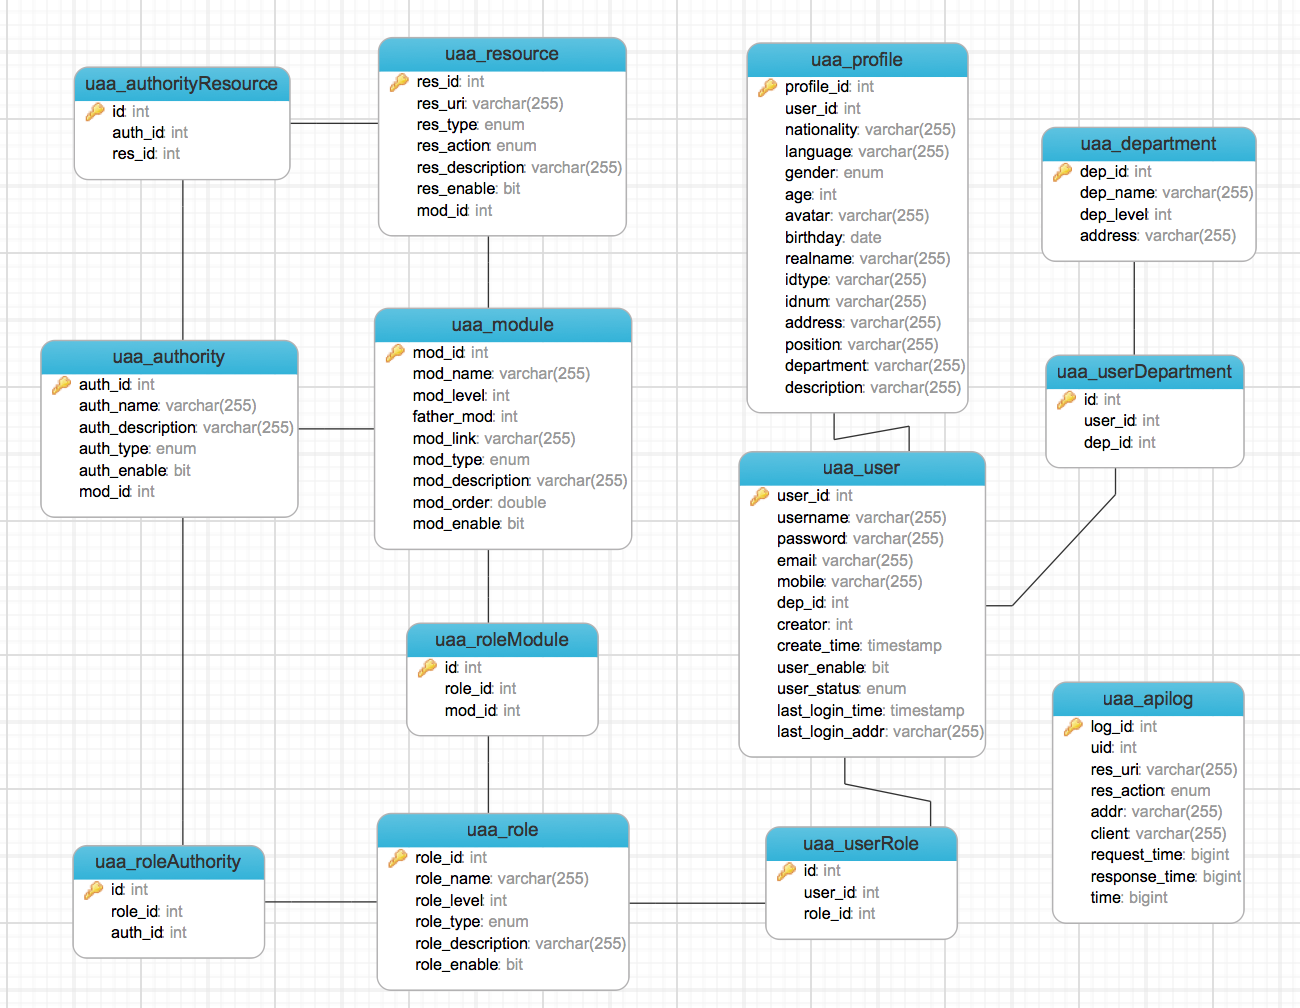 uaa_authorityResource
id: int
auth_id: int
res_id: int
uaa_resource
res_id: int
res_uri: varchar(255)
res_type: enum
res_action: enum
res_description: varchar(255)
res_enable: bit
mod_id: int
uaa_profile
profile_id: int
user_id: int
nationality: varchar(255)
language: varchar(255)
gender: enum
age: int
avatar: varchar(255)
birthday: date
realname: varchar(255)
idtype: varchar(255)
idnum: varchar(255)
address: varchar(255)
position: varchar(255)
department: varchar(255)
description: varchar(255)
uaa_department
dep_id: int
dep_name: varchar(255)
dep_level: int
address: varchar(255)
uaa_authority
auth_id: int
auth_name: varchar(255)
auth_description: varchar(255)
auth_type: enum
auth_enable: bit
mod_id: int
uaa_module
mod_id: int
mod_name: varchar(255)
mod_level: int
father_mod: int
mod_link: varchar(255)
mod_type: enum
mod_description: varchar(255)
mod_order: double
mod_enable: bit
uaa_user
user_id: int
username: varchar(255)
password: varchar(255)
email: varchar(255)
mobile: varchar(255)
dep_id: int
creator: int
create_time: timestamp
user_enable: bit
user_status: enum
last_login_time: timestamp
last_login_addr: varchar(255)
uaa_userDepartment
id: int
user_id: int
dep_id: int
uaa_roleModule
id: int
role_id: int
mod_id: int
uaa_apilog
log_id: int
uid: int
res_uri: varchar(255)
res_action: enum
addr: varchar(255)
client: varchar(255)
request_time: bigint
response_time: bigint
time: bigint
uaa_roleAuthority
id: int
role_id: int
auth_id: int
uaa_role
role_id: int
role_name: varchar(255)
role_level: int
role_type: enum
role_description: varchar(255)
role_enable: bit
uaa_userRole
id: int
user_id: int
role_id: int